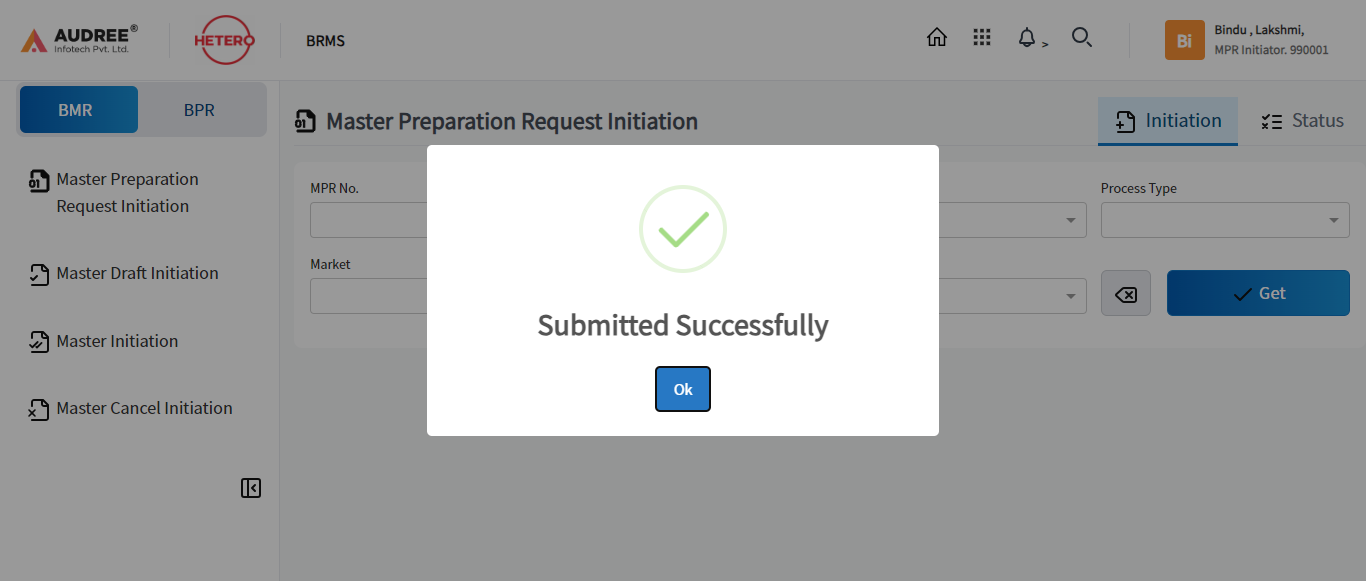 AUDREE®
Infotech Pvt. Ltd.
HETERO
BRMS
>
Bi
Bindu , Lakshmi,
MPR Initiator. 990001
BMR
BPR
01 Master Preparation
Request Initiation
Master Draft Initiation
Master Initiation
Master Cancel Initiation
01 Master Preparation Request Initiation
Initiation
Status
MPR No.
Process Type
Market
Get
Submitted Successfully
Ok